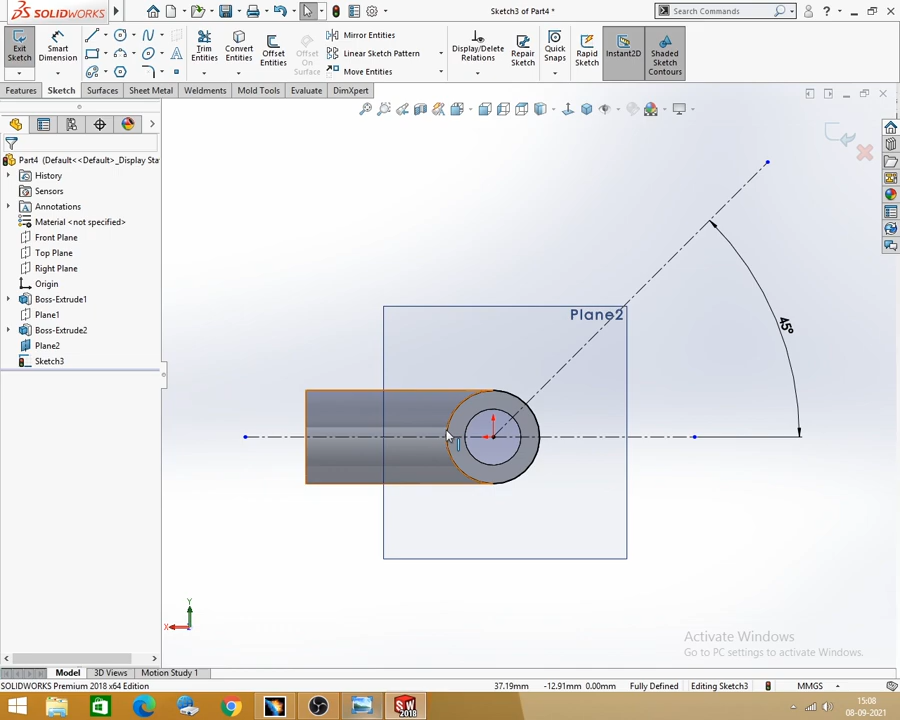 SOLIDWORKS
Sketch3 of Part4 *
Search Commands
Exit Sketch
Smart Dimension
Trim Entities
Convert Entities
Offset Entities
Offset On Surface
Mirror Entities
Linear Sketch Pattern
Move Entities
Display/Delete Relations
Repair Sketch
Quick Snaps
Rapid Sketch
Instant2D
Shaded Sketch Contours
Features
Sketch
Surfaces
Sheet Metal
Weldments
Mold Tools
Evaluate
DimXpert
Part4 (Default<<Default>_Display Sta
History
Sensors
Annotations
Material <not specified>
Front Plane
Top Plane
Right Plane
Origin
Boss-Extrude1
Plane1
Boss-Extrude2
Plane2
Sketch3
Plane2
45°
Y
X
Activate Windows
Go to PC settings to activate Windows.
Model
3D Views
Motion Study 1
SOLIDWORKS Premium 2018 x64 Edition
37.19mm
-12.91mm 0.00mm
Fully Defined
Editing Sketch3
MMGS
SW
2018
15:08
08-09-2021